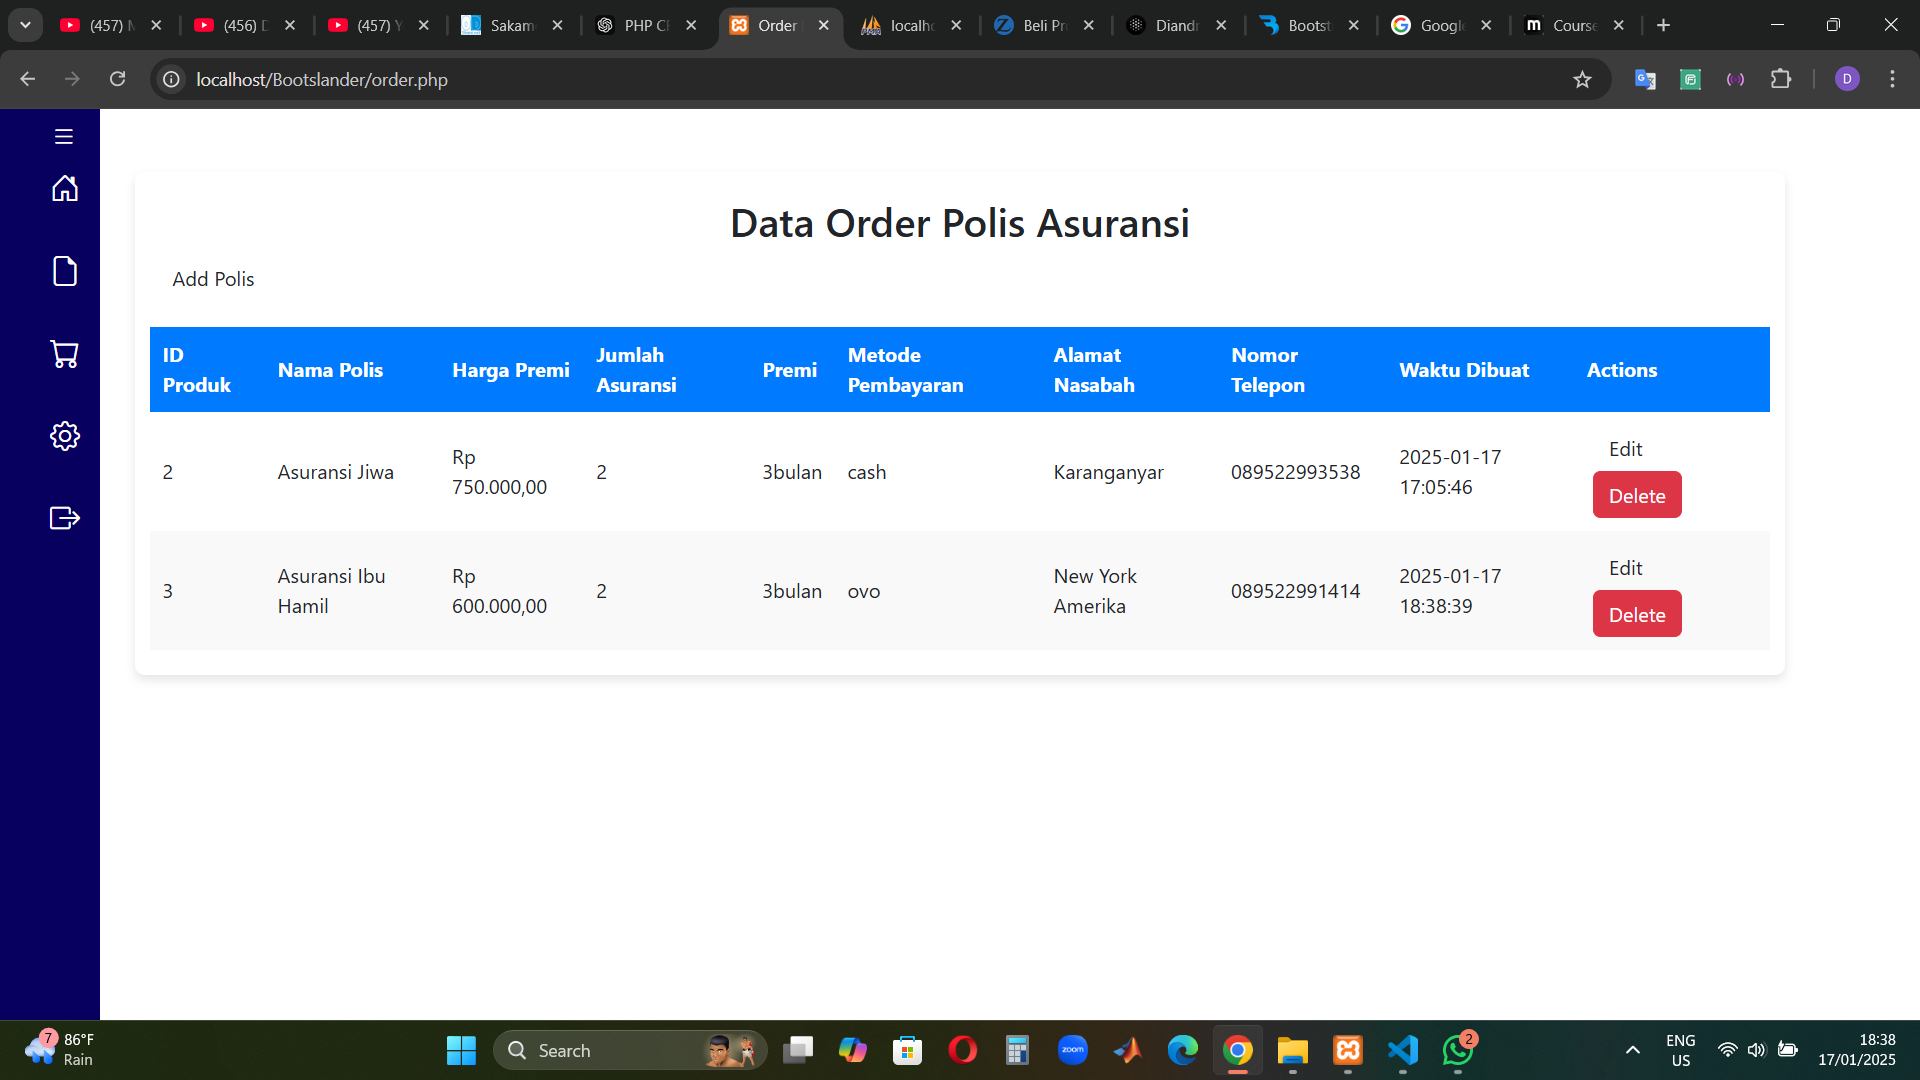 (457) M
(456) D
(457) Y
Sakam
PHP C
Order
localho
Beli Pr
Diandr
Bootst
Google
m
Course
localhost/Bootslander/order.php
D
Data Order Polis Asuransi
Add Polis
ID Produk
Nama Polis
Harga Premi
Jumlah Asuransi
Premi
Metode Pembayaran
Alamat Nasabah
Nomor Telepon
Waktu Dibuat
Actions
2
Asuransi Jiwa
Rp 750.000,00
2
3bulan
cash
Karanganyar
089522993538
2025-01-17 17:05:46
Edit
Delete
3
Asuransi Ibu Hamil
Rp 600.000,00
2
3bulan
ovo
New York Amerika
089522991414
2025-01-17 18:38:39
Edit
Delete
7
86°F
Rain
Search
zoom
2
ENG
US
18:38
17/01/2025